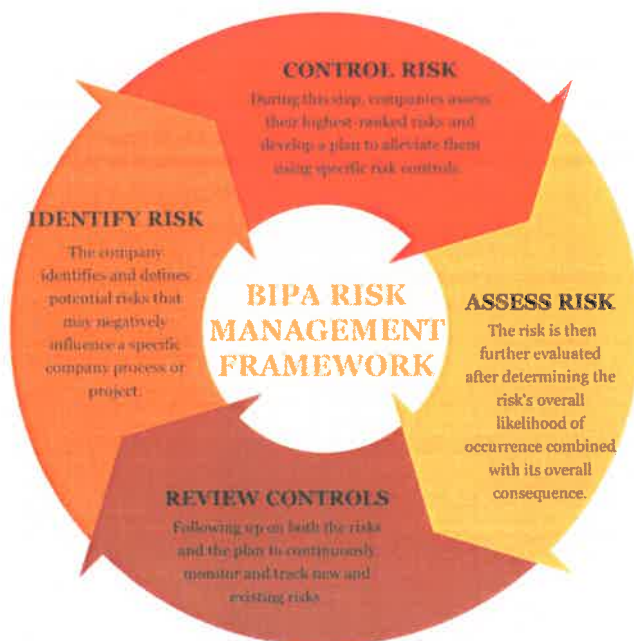 CONTROL RISK
During this step, companies assess
their highest-ranked risks and
develop a plan to alleviate them
using specific risk controls.
IDENTIFY RISK
The company
identifies and defines
potential risks that
may negatively
influence a specific
company process or
project.
BIPA RISK
MANAGEMENT
FRAMEWORK
ASSESS RISK
The risk is then
further evaluated
after determining the
risk's overall
likelihood of
occurrence combined
with its overall
consequence.
REVIEW CONTROLS
Following up on both the risks
and the plan to continuously
monitor and track new and
existing risks